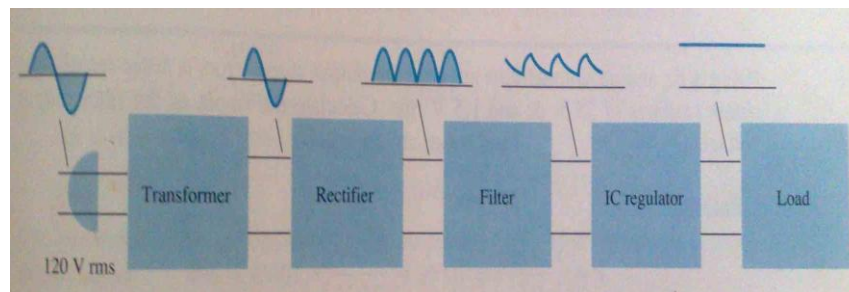 Transformer
Rectifier
Filter
IC regulator
Load
120 V rms